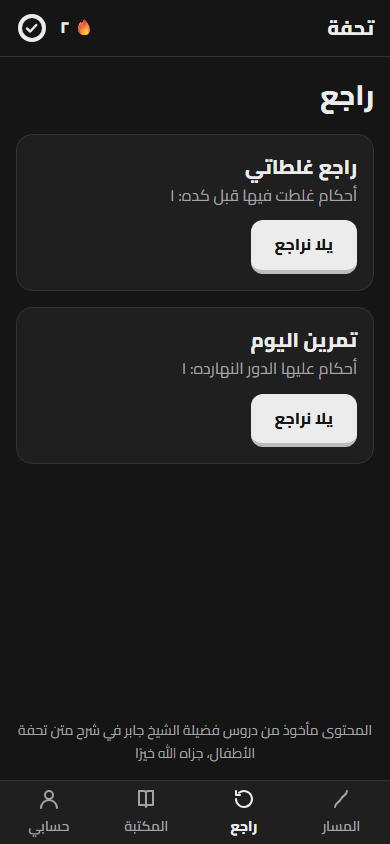 تحفة
٢
راجع
راجع غلطاتي
أحكام غلطت فيها قبل كده: ١
يلا نراجع
تمرين اليوم
أحكام عليها الدور النهارده: ١
يلا نراجع
المحتوى مأخوذ من دروس فضيلة الشيخ جابر في شرح متن تحفة
الأطفال، جزاه الله خيرًا
المسار
راجع
المكتبة
حسابي